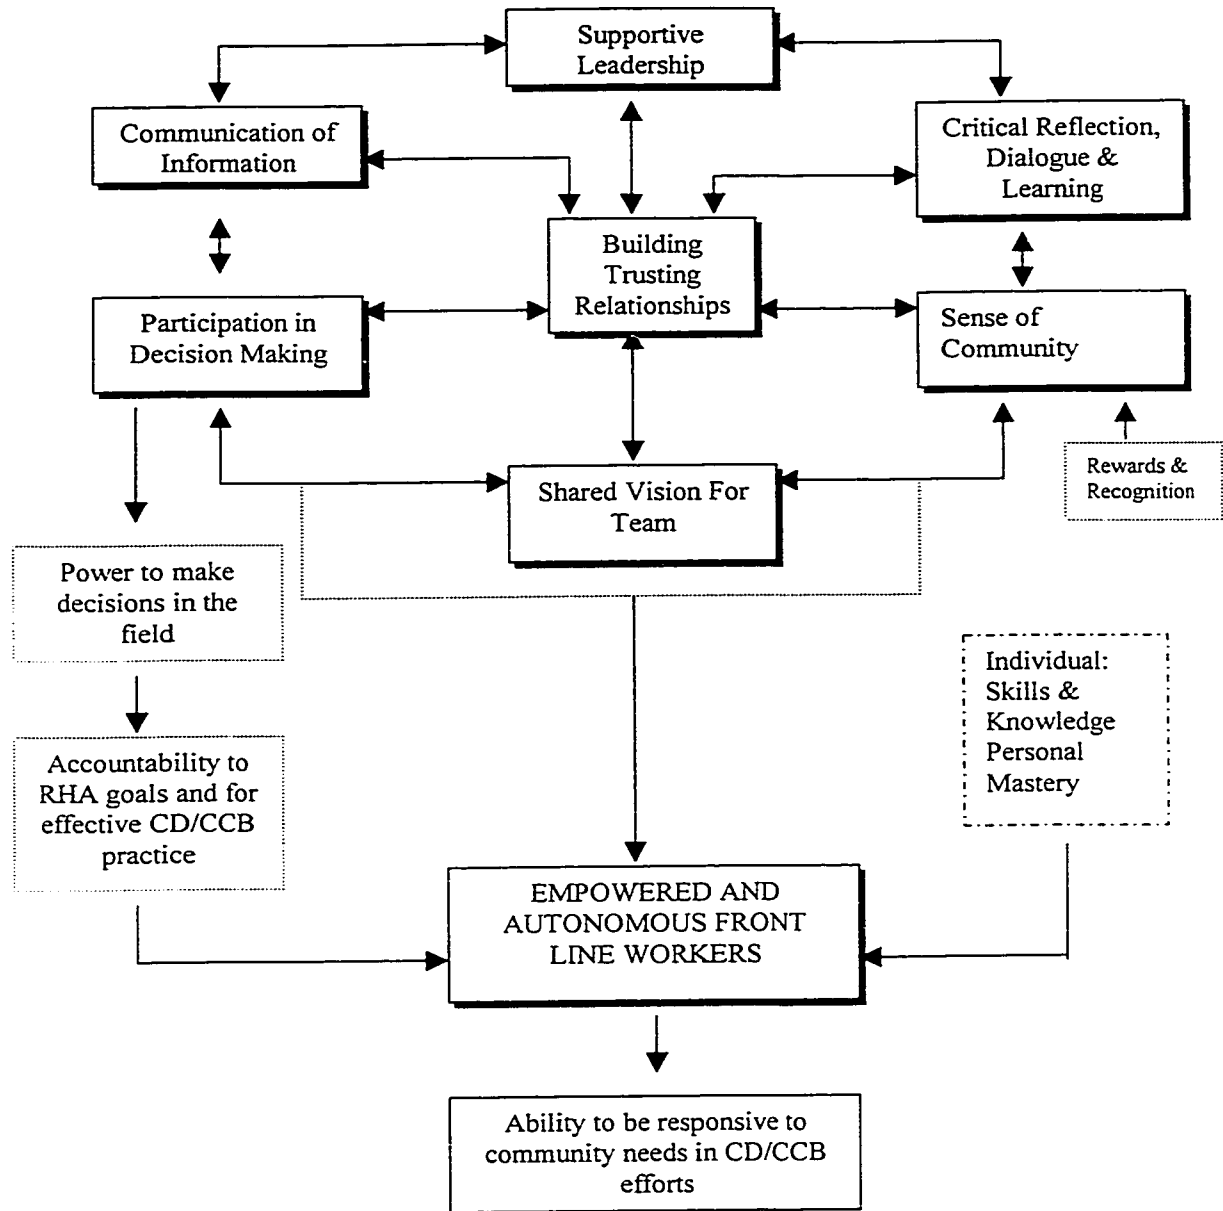 Supportive
Leadership
Communication of
Information
Critical Reflection,
Dialogue &
Learning
Building
Trusting
Relationships
Participation in
Decision Making
Sense of
Community
Rewards &
Recognition
Shared Vision For
Team
Power to make
decisions in the
field
Individual:
Skills &
Knowledge
Personal
Mastery
Accountability to
RHA goals and for
effective CD/CCB
practice
EMPOWERED AND
AUTONOMOUS FRONT
LINE WORKERS
Ability to be responsive to
community needs in CD/CCB
efforts